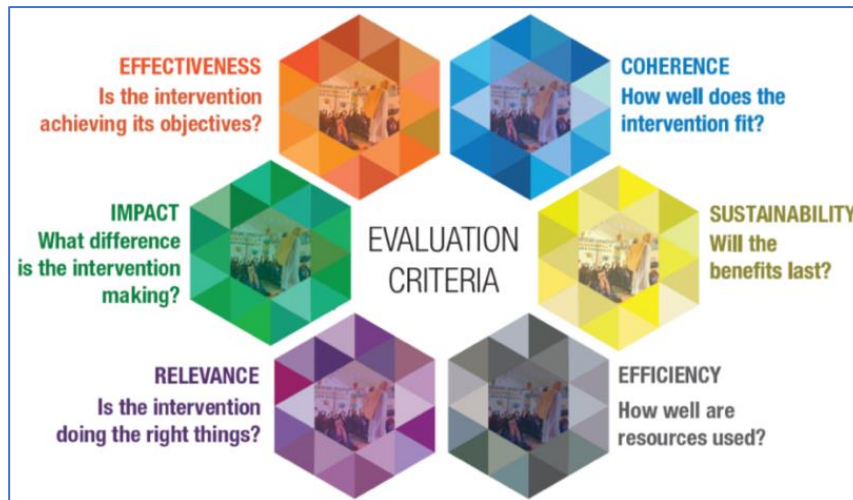 EFFECTIVENESS
Is the intervention
achieving its objectives?
COHERENCE
How well does the
intervention fit?
IMPACT
What difference
is the intervention
making?
EVALUATION
CRITERIA
SUSTAINABILITY
Will the
benefits last?
RELEVANCE
Is the intervention
doing the right things?
EFFICIENCY
How well are
resources used?